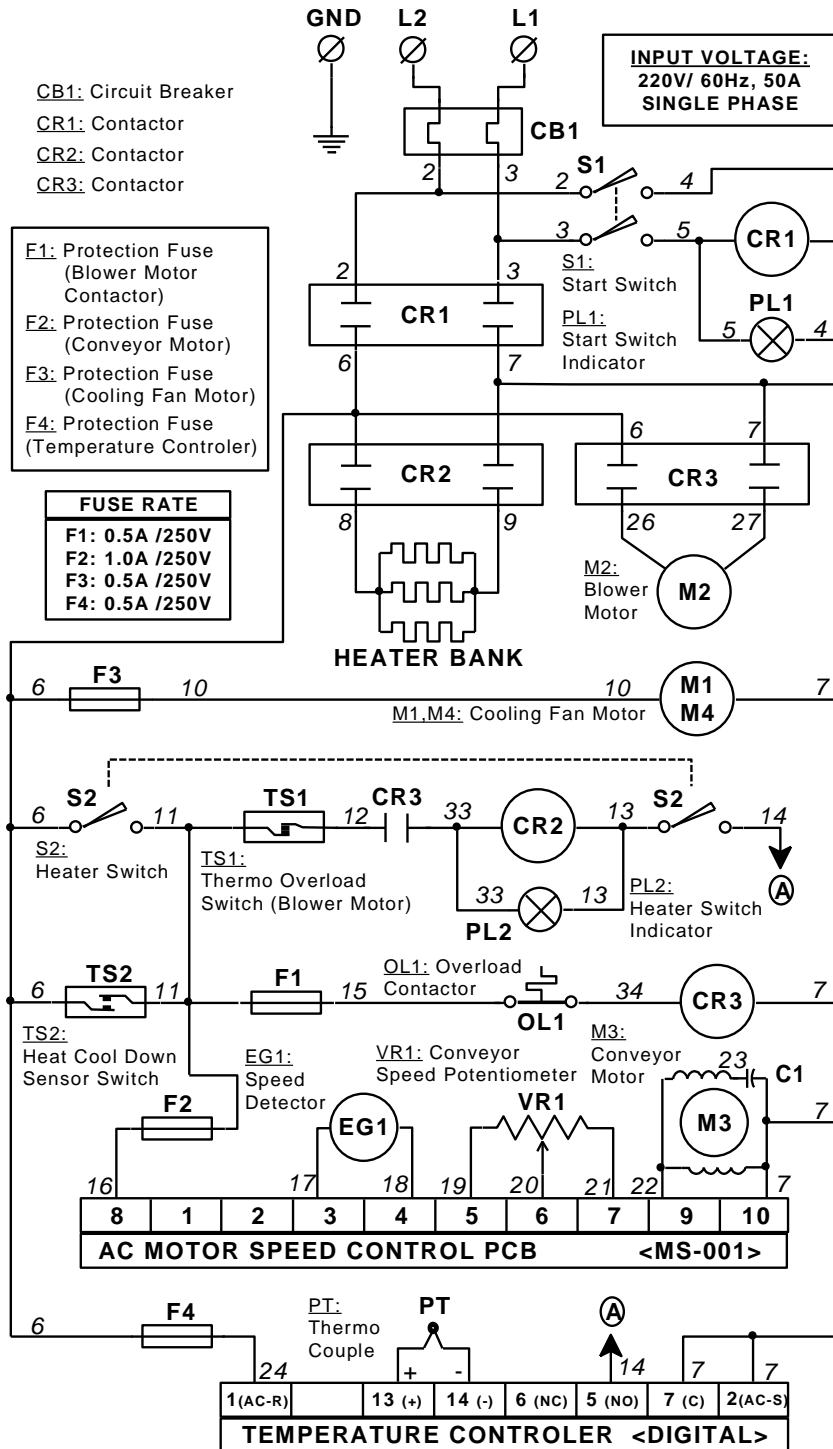 GND L2 L1
INPUT VOLTAGE:
220V/ 60Hz, 50A
SINGLE PHASE
CB1: Circuit Breaker
CR1: Contactor
CR2: Contactor
CR3: Contactor
CB1
2 3
S1
2 4
3 5
CR1
S1:
Start Switch
PL1:
Start Switch
Indicator
PL1
5 4
F1: Protection Fuse
(Blower Motor
Contactor)
F2: Protection Fuse
(Conveyor Motor)
F3: Protection Fuse
(Cooling Fan Motor)
F4: Protection Fuse
(Temperature Controler)
2 3
CR1
6 7
6 7
CR2
CR3
8 9
26 27
FUSE RATE
F1: 0.5A /250V
F2: 1.0A /250V
F3: 0.5A /250V
F4: 0.5A /250V
M2:
Blower
Motor
M2
HEATER BANK
6 F3 10 10 M1 7
M4
M1,M4: Cooling Fan Motor
6 S2 11 TS1 12 CR3 33 CR2 13 S2 14
S2:
Heater Switch
TS1:
Thermo Overload
Switch (Blower Motor)
33 13
PL2
PL2:
Heater Switch
Indicator
A
6 TS2 11 F1 15
OL1: Overload
Contactor
OL1
34 CR3 7
TS2:
Heat Cool Down
Sensor Switch
EG1:
Speed
Detector
VR1: Conveyor
Speed Potentiometer
M3:
Conveyor
Motor
23 C1
F2 EG1 VR1 M3 7
16 17 18 19 20 21 22 7
8 1 2 3 4 5 6 7 9 10
AC MOTOR SPEED CONTROL PCB <MS-001>
6 F4
24
PT:
Thermo
Couple
PT
+ -
A
14 7 7
1(AC-R) 13 (+) 14 (-) 6 (NC) 5 (NO) 7 (C) 2(AC-S)
TEMPERATURE CONTROLER <DIGITAL>